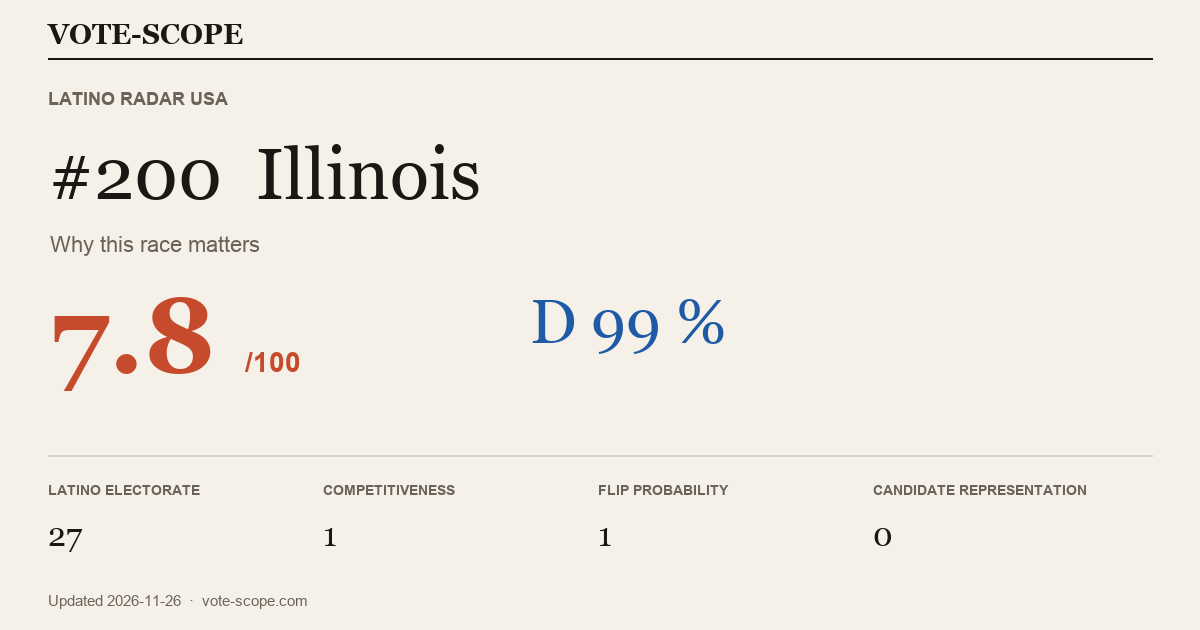 VOTE-SCOPE
LATINO RADAR USA
#200 Illinois
Why this race matters
7.8 /100
D 99 %
LATINO ELECTORATE COMPETITIVENESS FLIP PROBABILITY CANDIDATE REPRESENTATION
27 1 1 0
Updated 2026-11-26 · vote-scope.com